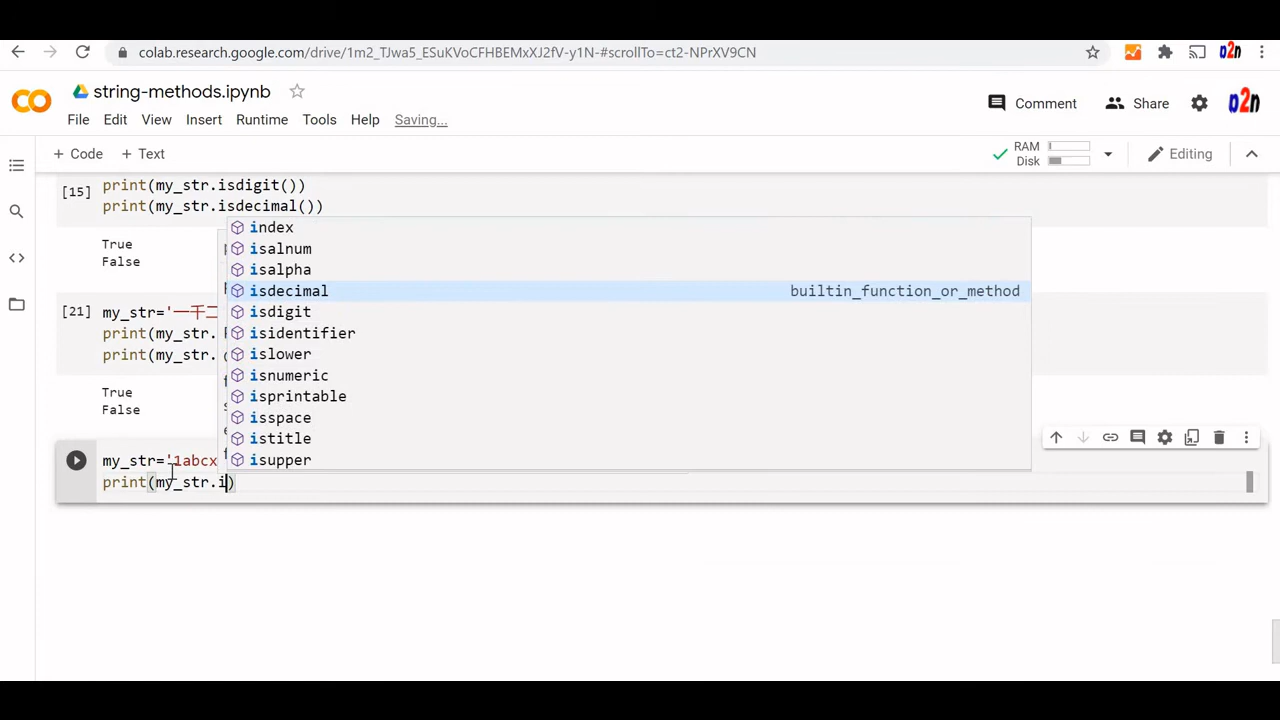 colab.research.google.com/drive/1m2_TJwa5_ESuKVoCFHBEMxXJ2fV-y1N-#scrollTo=ct2-NPrXV9CN
string-methods.ipynb
Comment
Share
File Edit View Insert Runtime Tools Help Saving...
+ Code + Text
RAM
Disk
Editing
[15]
print(my_str.isdigit())
print(my_str.isdecimal())
True
False
index
isalnum
isalpha
isdecimal builtin_function_or_method
isdigit
isidentifier
islower
isnumeric
isprintable
isspace
istitle
isupper
[21]
my_str='一千二
print(my_str.
print(my_str.
True
False
my_str='1abcx
print(my_str.i)